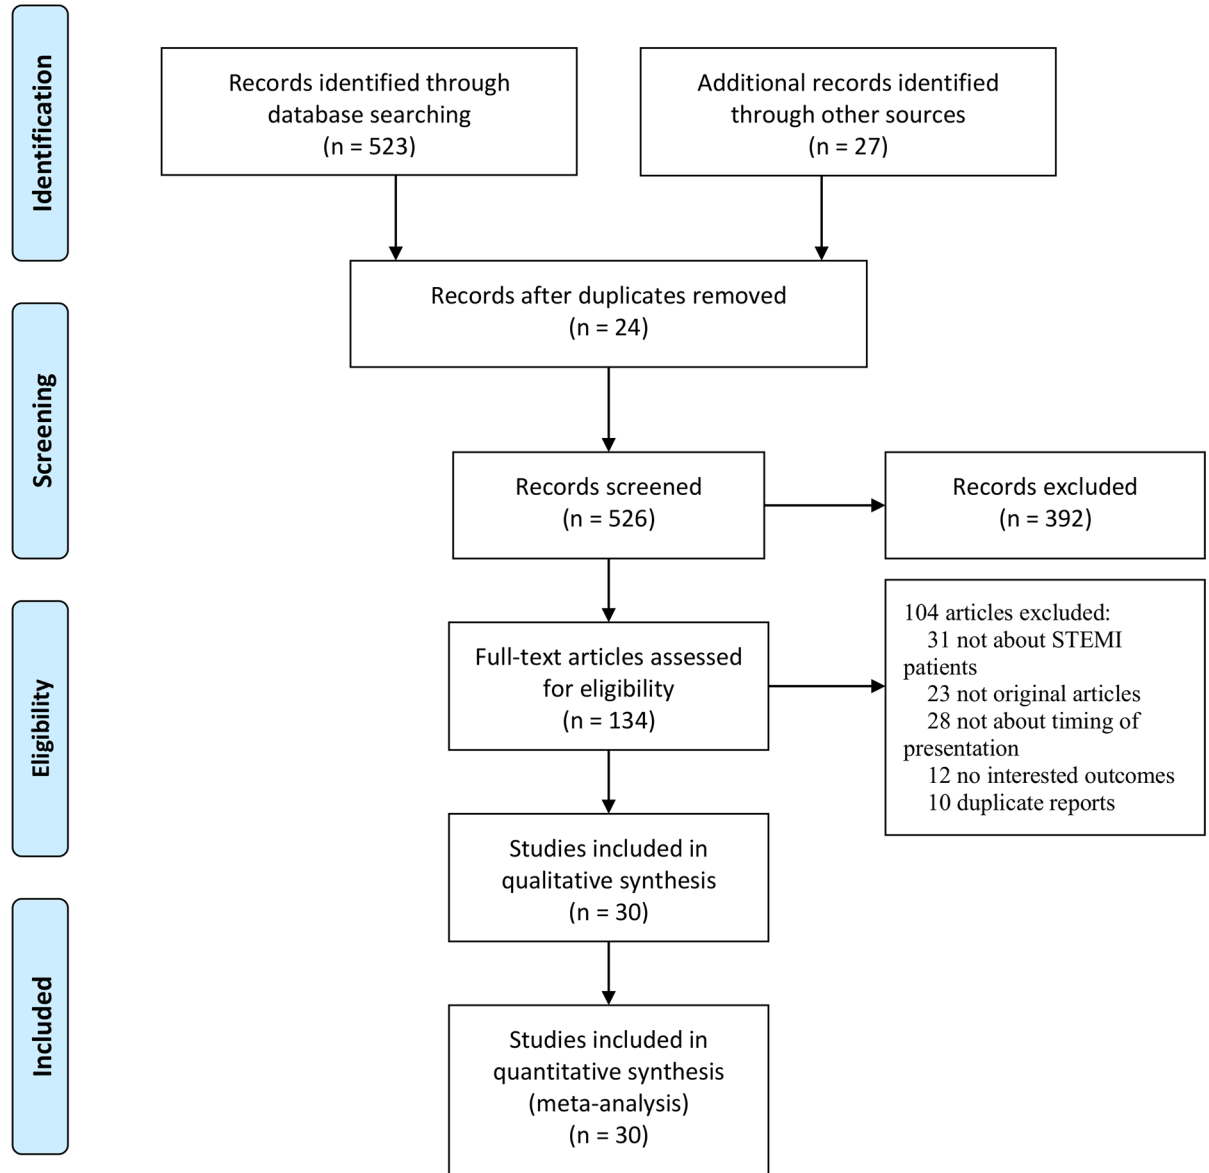 Identification
Records identified through
database searching
(n = 523)
Additional records identified
through other sources
(n = 27)
Records after duplicates removed
(n = 24)
Screening
Records screened
(n = 526)
Records excluded
(n = 392)
Eligibility
Full-text articles assessed
for eligibility
(n = 134)
104 articles excluded:
31 not about STEMI
patients
23 not original articles
28 not about timing of
presentation
12 no interested outcomes
10 duplicate reports
Studies included in
qualitative synthesis
(n = 30)
Included
Studies included in
quantitative synthesis
(meta-analysis)
(n = 30)